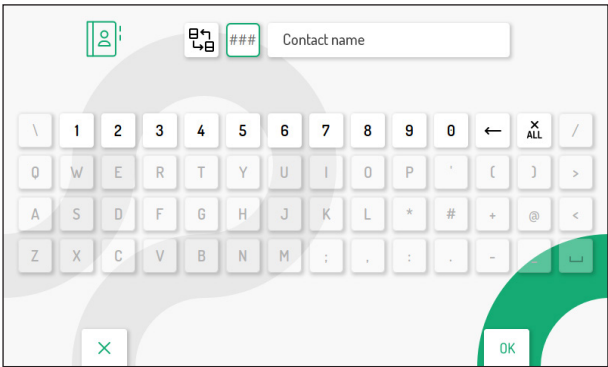 ### Contact name
\ 1 2 3 4 5 6 7 8 9 0 ← × ALL /
Q W E R T Y U I O P ' ( ) >
A S D F G H J K L * # + @ <
Z X C V B N M ; , : . - _ ⎵
× OK